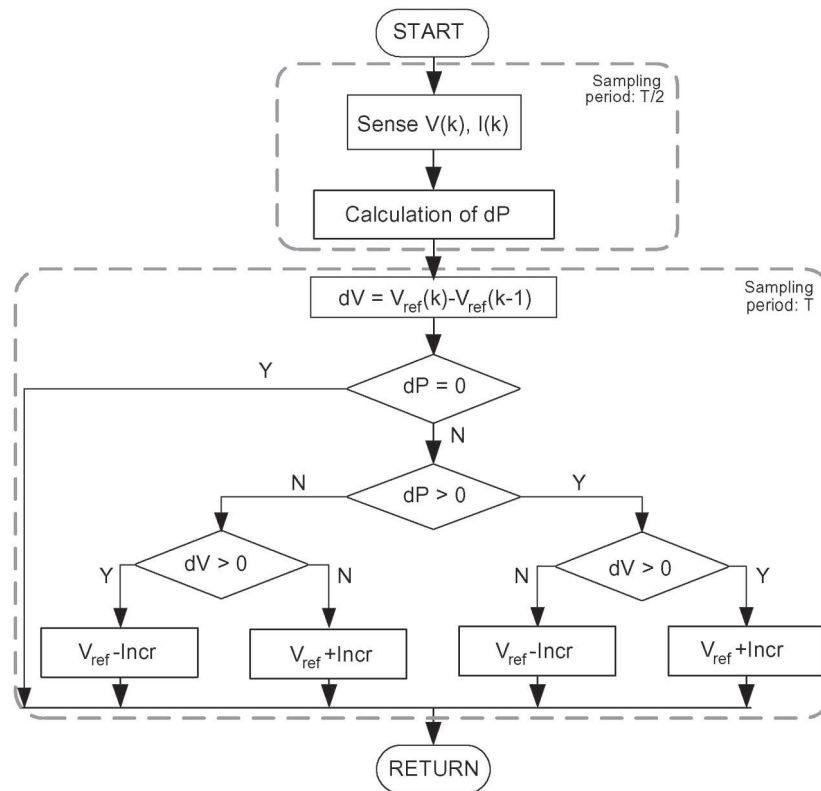 START
Sampling
period: T/2
Sense V(k), I(k)
Calculation of dP
dV = Vref(k)-Vref(k-1)
Sampling
period: T
Y
dP = 0
N
N
dP > 0
Y
dV > 0
dV > 0
Y
N
N
Y
Vref-Incr
Vref+Incr
Vref-Incr
Vref+Incr
RETURN